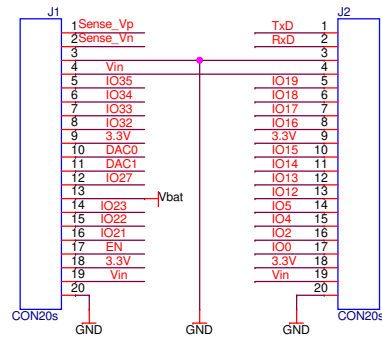 J1 J2
Sense_Vp 1 TxD 1
Sense_Vn 2 RxD 2
3 3
Vin 4 4
IO35 5 IO19 5
IO34 6 IO18 6
IO33 7 IO17 7
IO32 8 IO16 8
3.3V 9 3.3V 9
DAC0 10 IO15 10
DAC1 11 IO14 11
IO27 12 IO13 12
13 Vbat IO12 13
IO23 14 IO5 14
IO22 15 IO4 15
IO21 16 IO2 16
EN 17 IO0 17
3.3V 18 3.3V 18
Vin 19 Vin 19
20 20
CON20s CON20s
GND GND GND